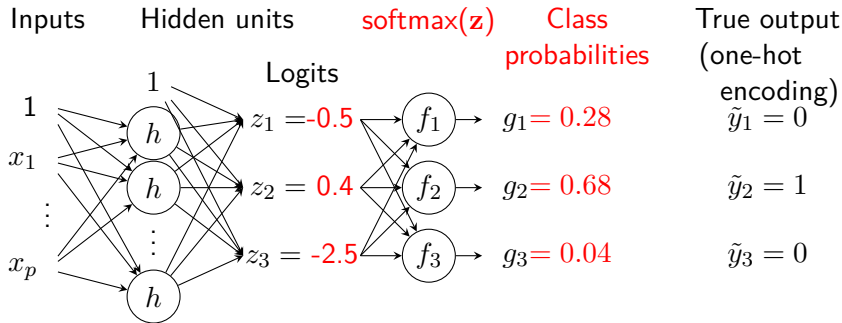 Inputs Hidden units softmax(z) Class probabilities True output (one-hot encoding)
1 Logits
1 z₁ = -0.5 f₁ g₁ = 0.28 ỹ₁ = 0
h
x₁
h z₂ = 0.4 f₂ g₂ = 0.68 ỹ₂ = 1
⋮
⋮ z₃ = -2.5 f₃ g₃ = 0.04 ỹ₃ = 0
xₚ
h